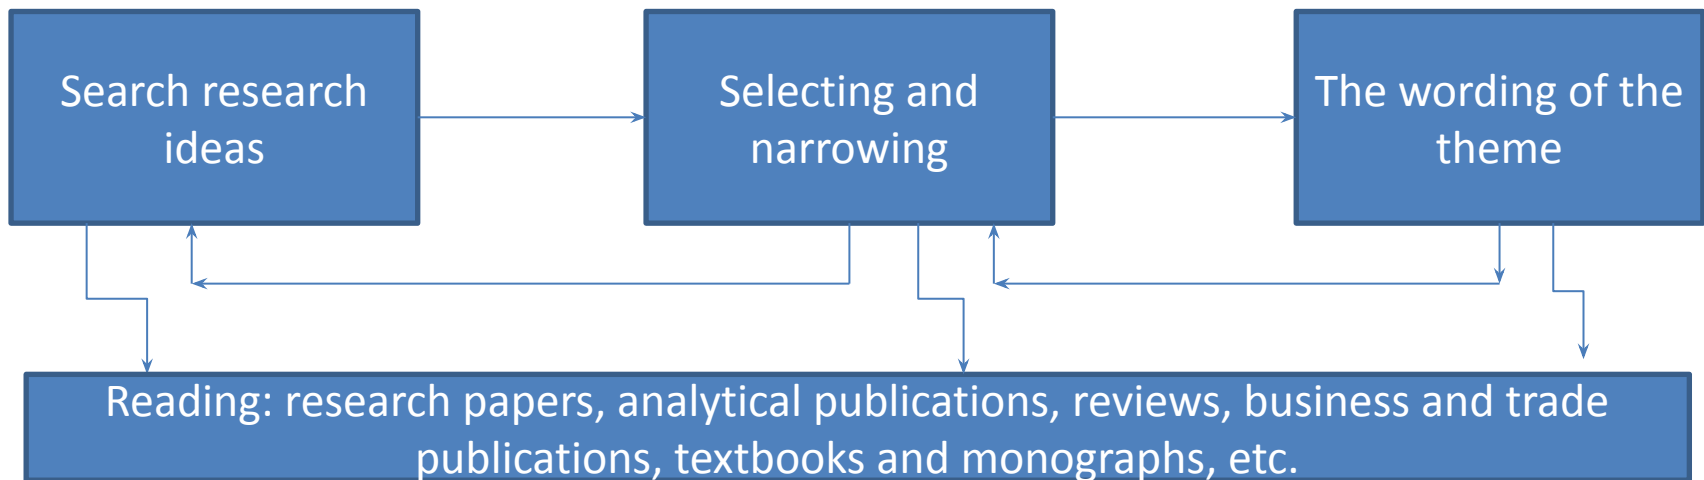 Search research
ideas
Selecting and
narrowing
The wording of the
theme
Reading: research papers, analytical publications, reviews, business and trade
publications, textbooks and monographs, etc.